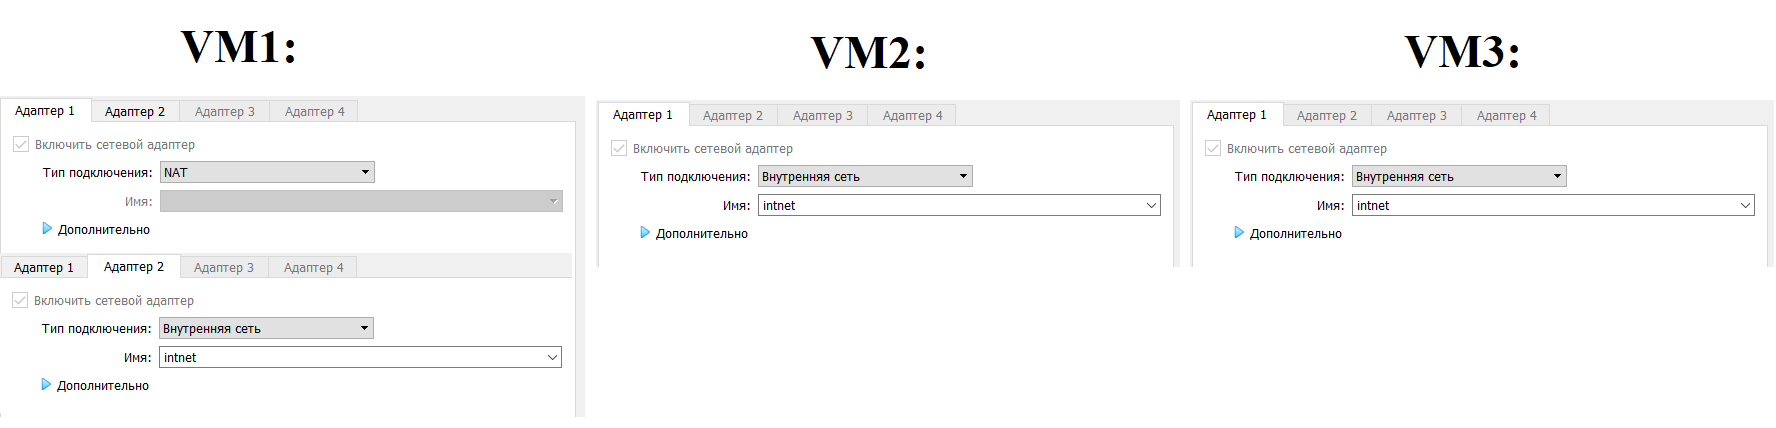 VM1:
Адаптер 1 Адаптер 2 Адаптер 3 Адаптер 4
Включить сетевой адаптер
Тип подключения: NAT
Имя:
Дополнительно
Адаптер 1 Адаптер 2 Адаптер 3 Адаптер 4
Включить сетевой адаптер
Тип подключения: Внутренняя сеть
Имя: intnet
Дополнительно
VM2:
Адаптер 1 Адаптер 2 Адаптер 3 Адаптер 4
Включить сетевой адаптер
Тип подключения: Внутренняя сеть
Имя: intnet
Дополнительно
VM3:
Адаптер 1 Адаптер 2 Адаптер 3 Адаптер 4
Включить сетевой адаптер
Тип подключения: Внутренняя сеть
Имя: intnet
Дополнительно